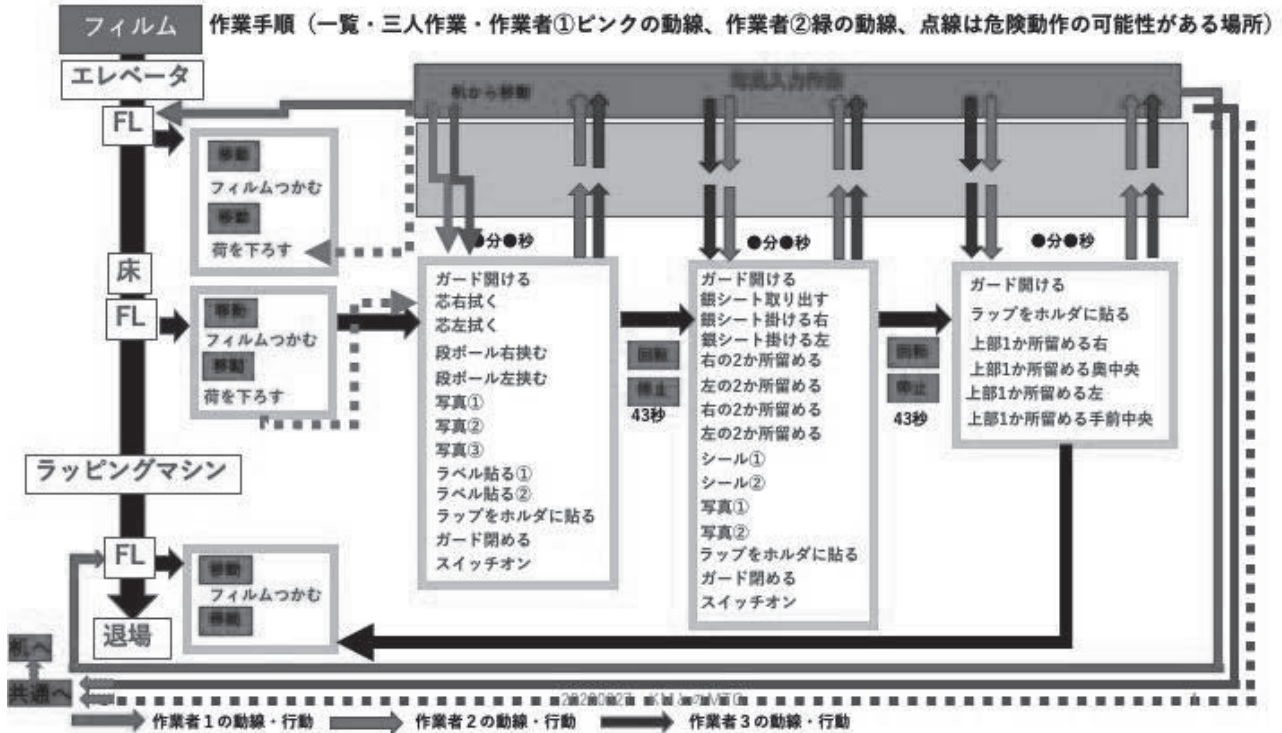 フィルム
作業手順（一覧・三人作業・作業者①ピンクの動線、作業者②緑の動線、点線は危険動作の可能性がある場所）
エレベータ
机から移動
FL
移動
フィルムつかむ
移動
荷を下ろす
床
FL
移動
フィルムつかむ
移動
荷を下ろす
●分●秒
ガード開ける
芯右拭く
芯左拭く
段ボール右挟む
段ボール左挟む
写真①
写真②
写真③
ラベル貼る①
ラベル貼る②
ラップをホルダに貼る
ガード閉める
スイッチオン
回転
停止
43秒
●分●秒
ガード開ける
銀シート取り出す
銀シート掛ける右
銀シート掛ける左
右の2か所留める
左の2か所留める
右の2か所留める
左の2か所留める
シール①
シール②
写真①
写真②
ラップをホルダに貼る
ガード閉める
スイッチオン
回転
停止
43秒
●分●秒
ガード開ける
ラップをホルダに貼る
上部1か所留める右
上部1か所留める奥中央
上部1か所留める左
上部1か所留める手前中央
ラッピングマシン
FL
移動
フィルムつかむ
移動
退場
机へ
共通へ
作業者１の動線・行動
作業者２の動線・行動
作業者３の動線・行動